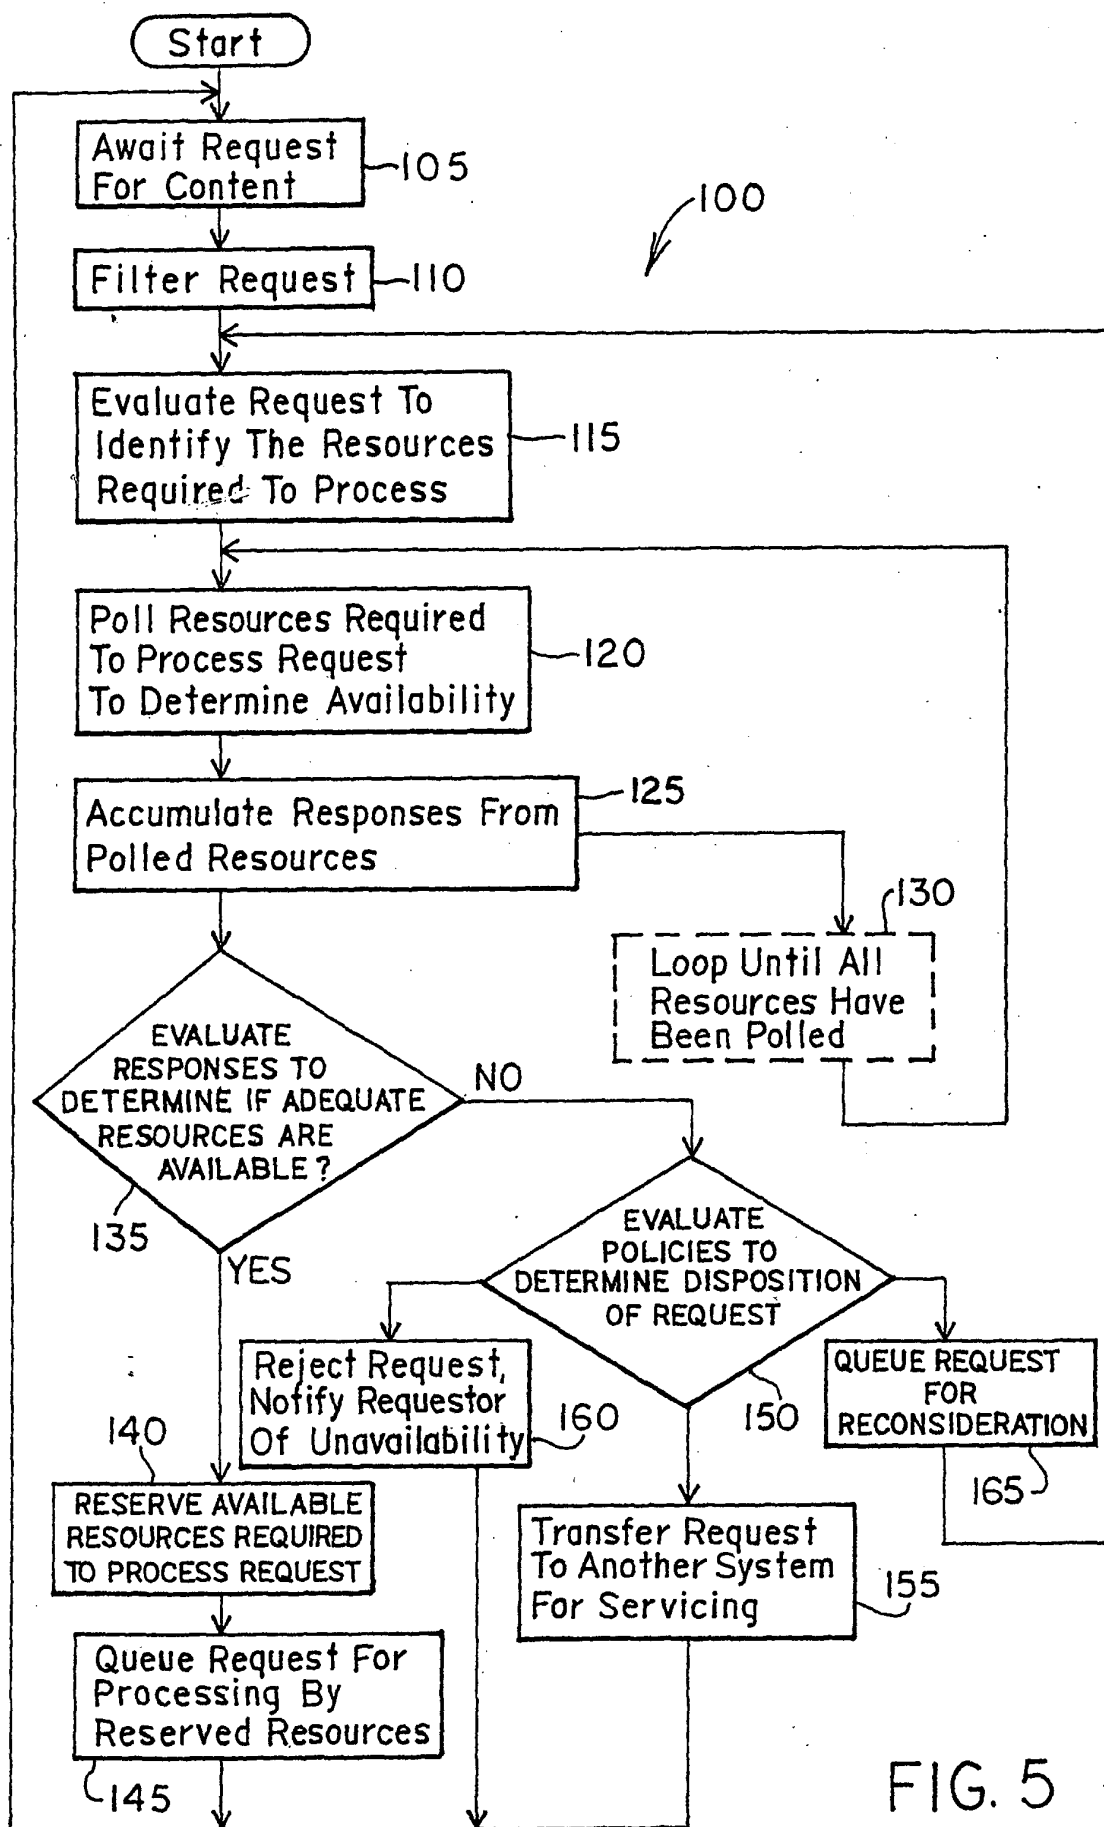 Start
Await Request
For Content
105
100
Filter Request
110
Evaluate Request To
Identify The Resources
Required To Process
115
Poll Resources Required
To Process Request
To Determine Availability
120
Accumulate Responses From
Polled Resources
125
130
Loop Until All
Resources Have
Been Polled
EVALUATE
RESPONSES TO
DETERMINE IF ADEQUATE
RESOURCES ARE
AVAILABLE?
NO
135
YES
EVALUATE
POLICIES TO
DETERMINE DISPOSITION
OF REQUEST
150
Reject Request,
Notify Requestor
Of Unavailability
160
QUEUE REQUEST
FOR
RECONSIDERATION
165
140
RESERVE AVAILABLE
RESOURCES REQUIRED
TO PROCESS REQUEST
Transfer Request
To Another System
For Servicing
155
Queue Request For
Processing By
Reserved Resources
145
FIG. 5